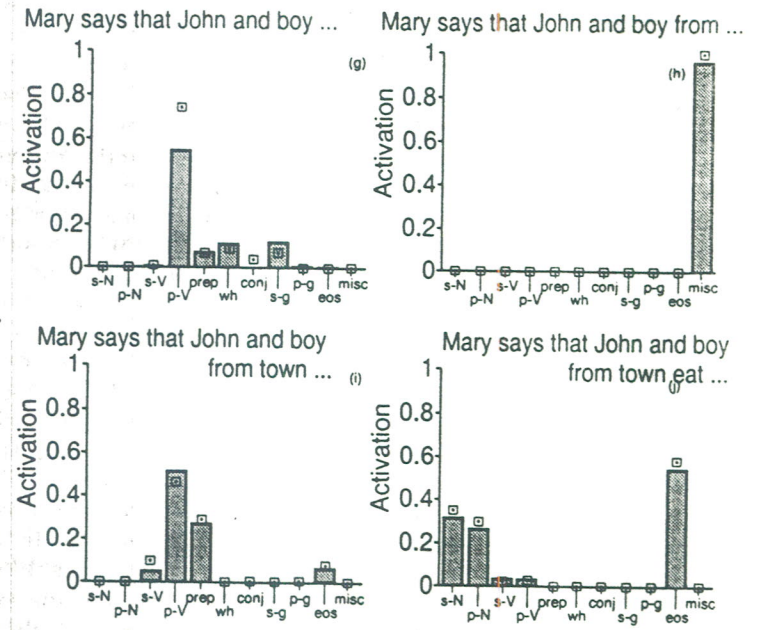 Mary says that John and boy ...
(g)
Activation
1
0.8
0.6
0.4
0.2
0
s-N p-N s-V p-V prep wh conj s-g p-g eos misc
Mary says that John and boy from ...
(h)
Activation
1
0.8
0.6
0.4
0.2
0
s-N p-N s-V p-V prep wh conj s-g p-g eos misc
Mary says that John and boy
from town ...
(i)
Activation
1
0.8
0.6
0.4
0.2
0
s-N p-N s-V p-V prep wh conj s-g p-g eos misc
Mary says that John and boy
from town eat ...
(j)
Activation
1
0.8
0.6
0.4
0.2
0
s-N p-N s-V p-V prep wh conj s-g p-g eos misc